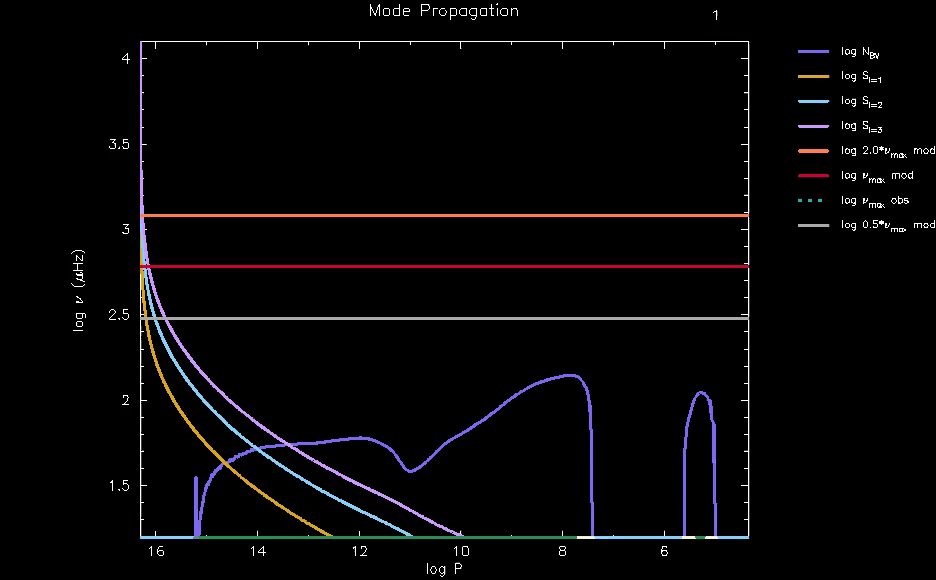 Mode Propagation
1
log N_BV
log S_l=1
log S_l=2
log S_l=3
log 2.0*ν_max mod
log ν_max mod
log ν_max obs
log 0.5*ν_max mod
log ν (μHz)
4
3.5
3
2.5
2
1.5
16 14 12 10 8 6
log P